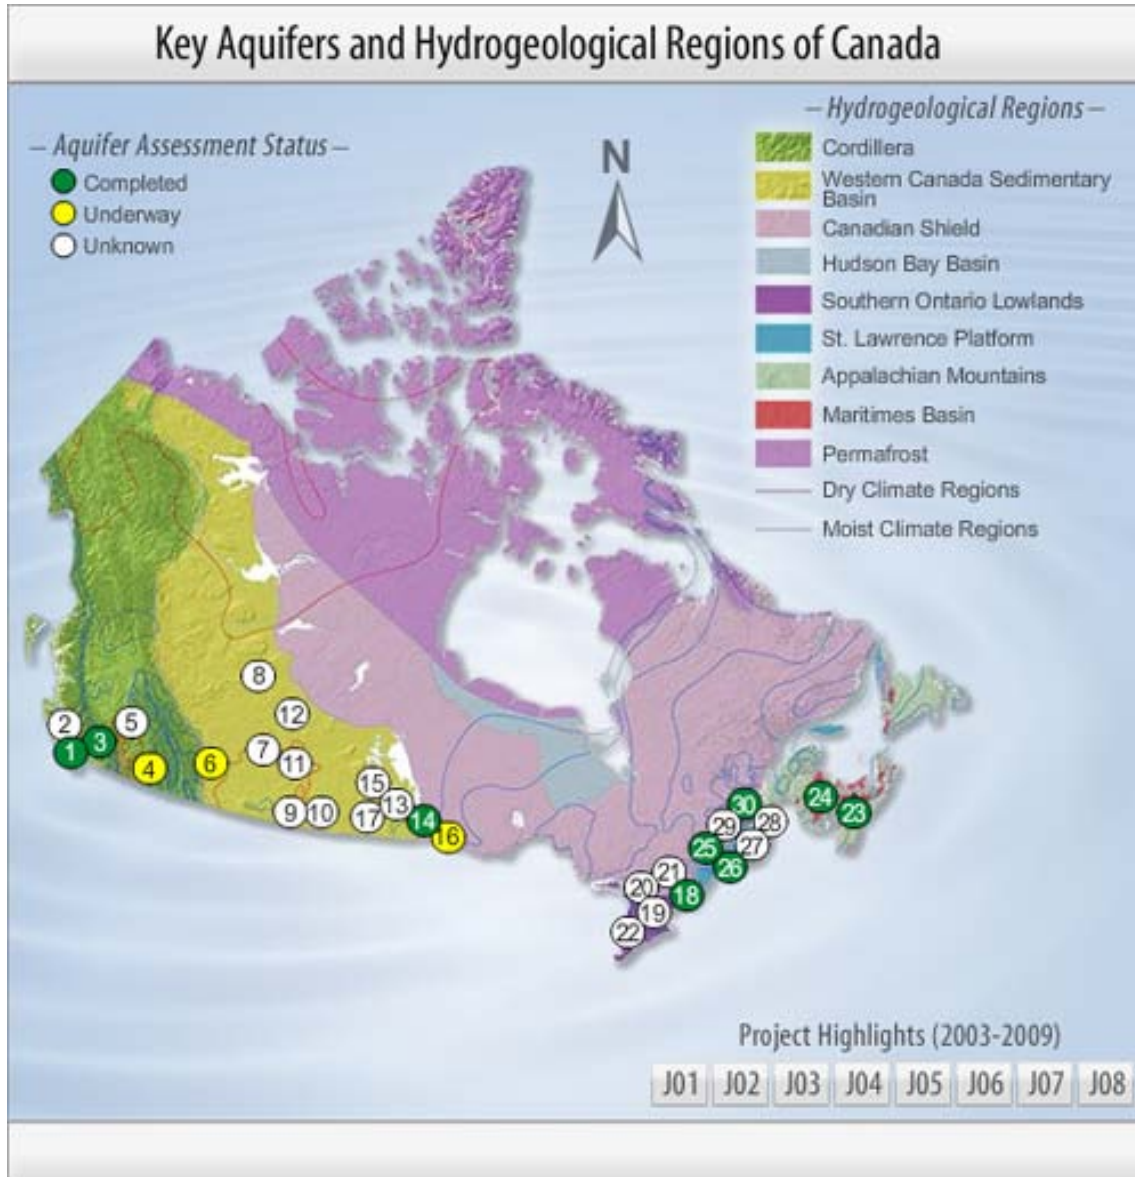 Key Aquifers and Hydrogeological Regions of Canada
– Aquifer Assessment Status –
Completed
Underway
Unknown
N
– Hydrogeological Regions –
Cordillera
Western Canada Sedimentary
Basin
Canadian Shield
Hudson Bay Basin
Southern Ontario Lowlands
St. Lawrence Platform
Appalachian Mountains
Maritimes Basin
Permafrost
Dry Climate Regions
Moist Climate Regions
8
12
2
5
1
3
4
6
7
11
15
9
10
17
13
14
16
30
24
23
29
28
25
27
26
21
20
18
19
22
Project Highlights (2003-2009)
J01 J02 J03 J04 J05 J06 J07 J08